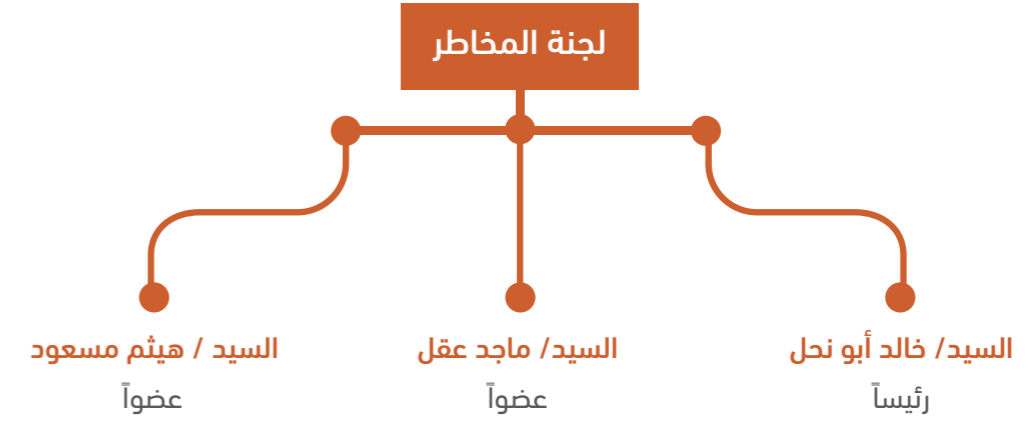 لجنة المخاطر
السيد/ خالد أبو نحل
رئيساً
السيد/ ماجد عقل
عضواً
السيد / هيثم مسعود
عضواً